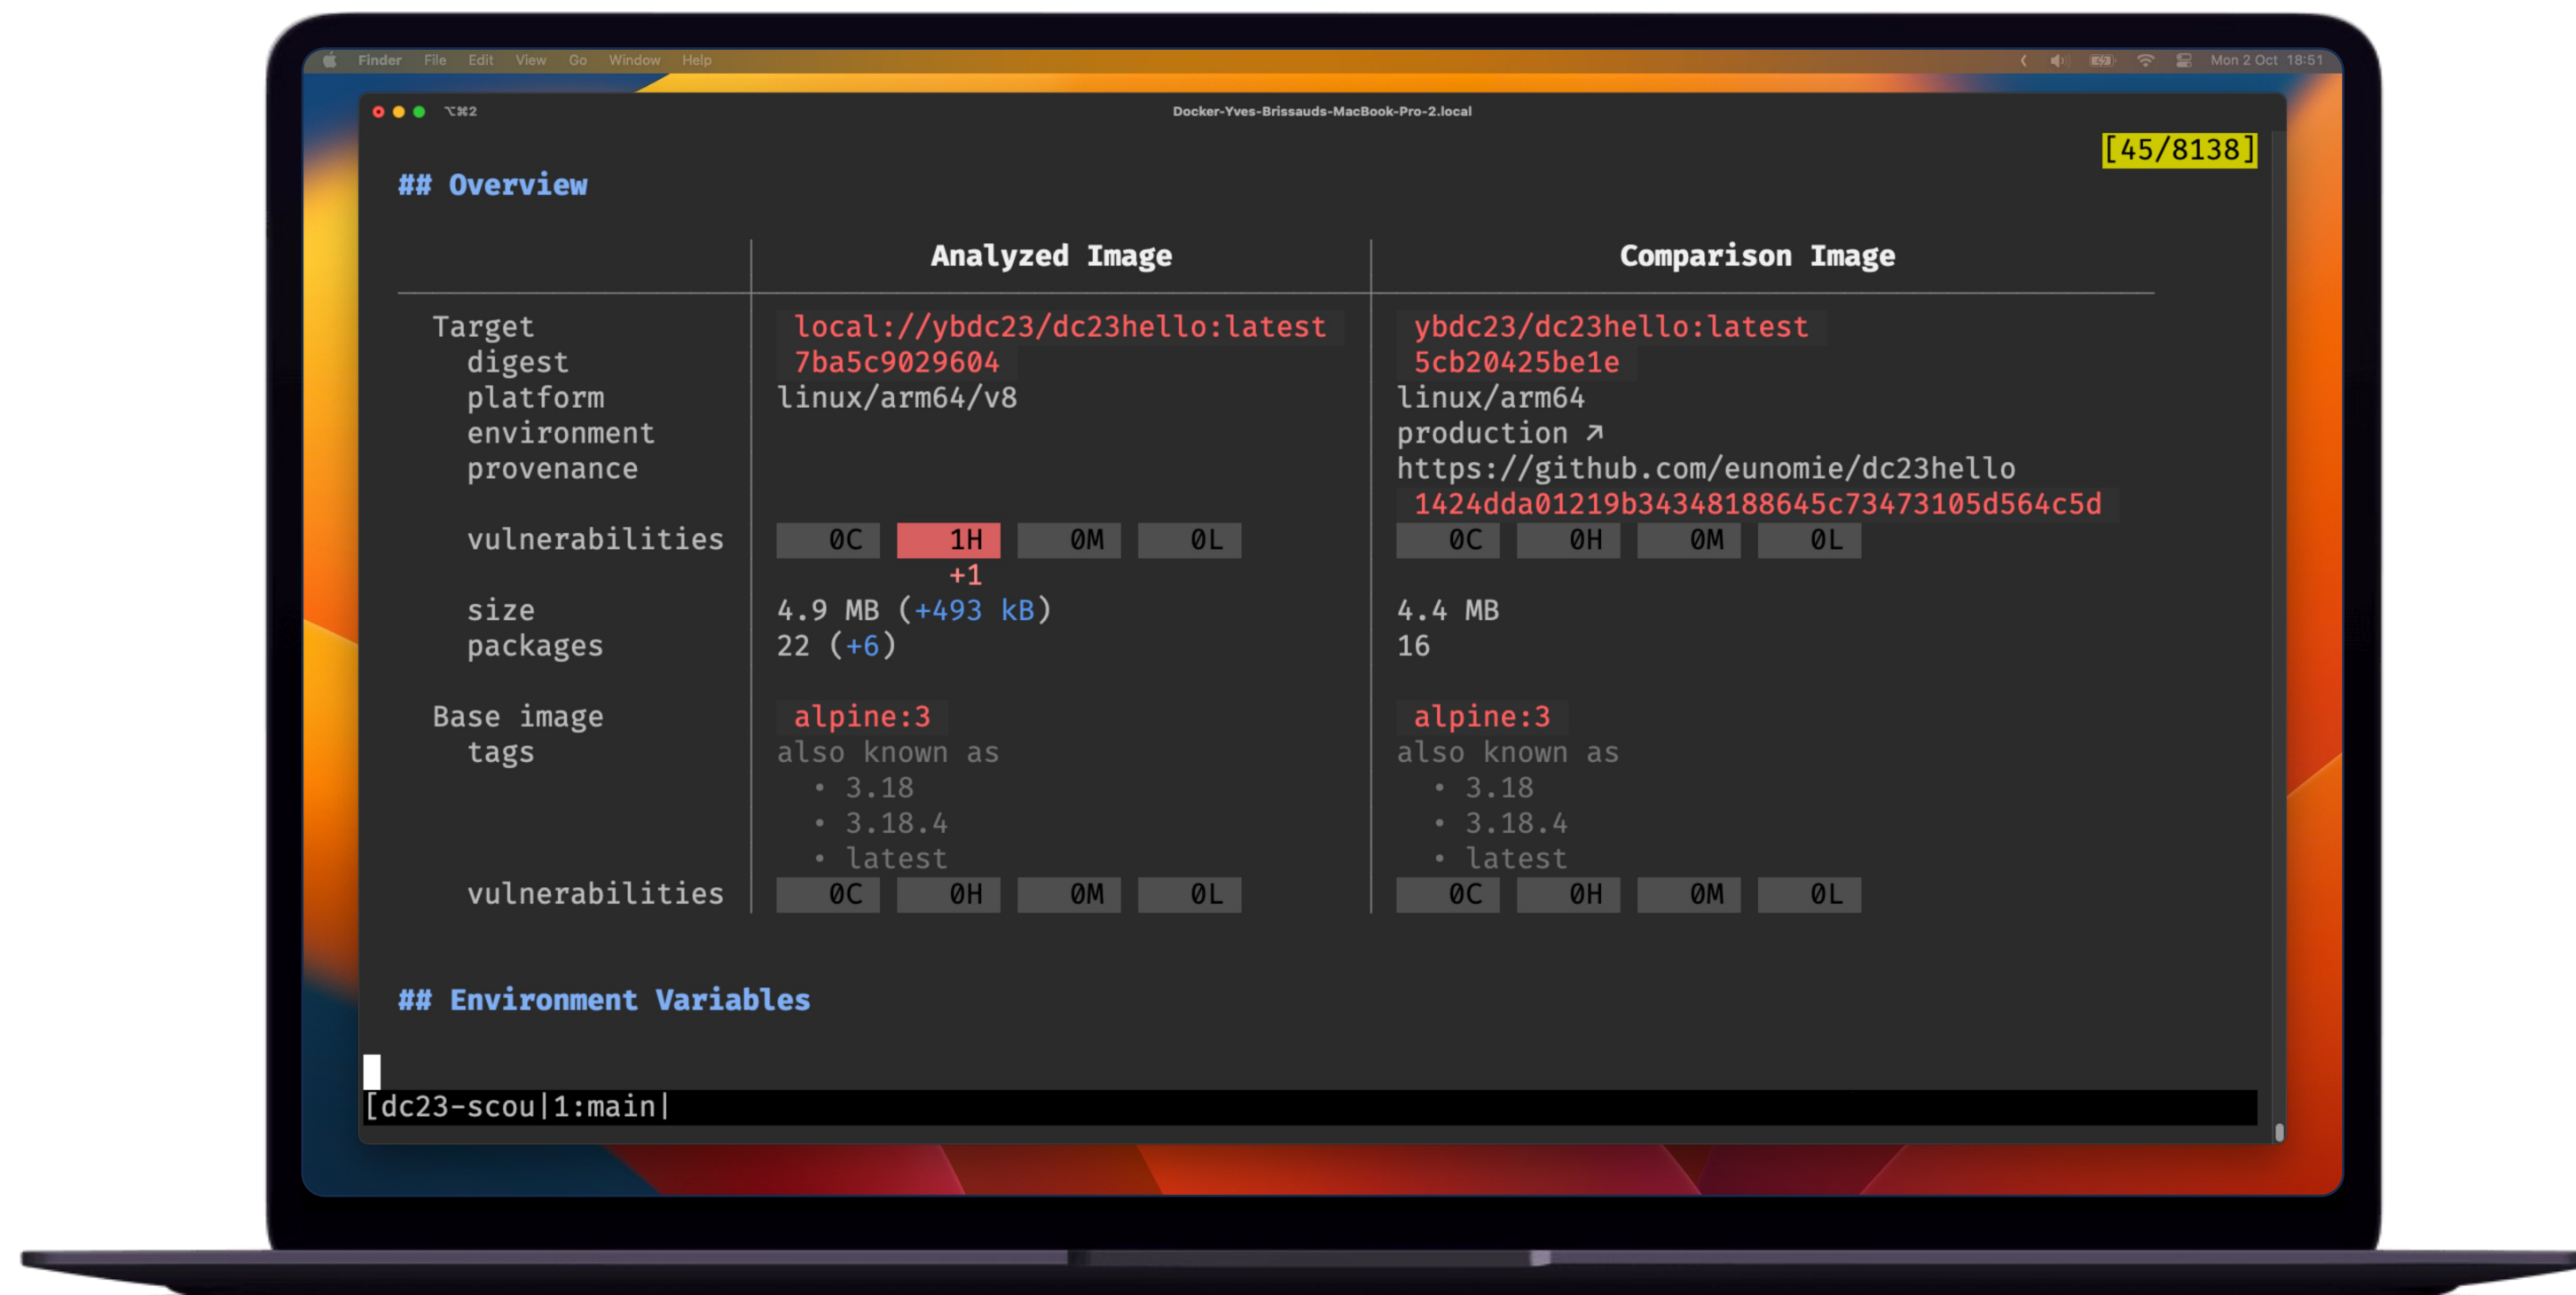 Finder File Edit View Go Window Help Mon 2 Oct 18:51
⌥⌘2 Docker-Yves-Brissauds-MacBook-Pro-2.local
[45/8138]
## Overview
Analyzed Image Comparison Image
Target local://ybdc23/dc23hello:latest ybdc23/dc23hello:latest
digest 7ba5c9029604 5cb20425be1e
platform linux/arm64/v8 linux/arm64
environment production ↗
provenance https://github.com/eunomie/dc23hello
1424dda01219b34348188645c73473105d564c5d
vulnerabilities 0C 1H 0M 0L 0C 0H 0M 0L
+1
size 4.9 MB (+493 kB) 4.4 MB
packages 22 (+6) 16
Base image alpine:3 alpine:3
tags also known as also known as
• 3.18 • 3.18
• 3.18.4 • 3.18.4
• latest • latest
vulnerabilities 0C 0H 0M 0L 0C 0H 0M 0L
## Environment Variables
[dc23-scou|1:main|